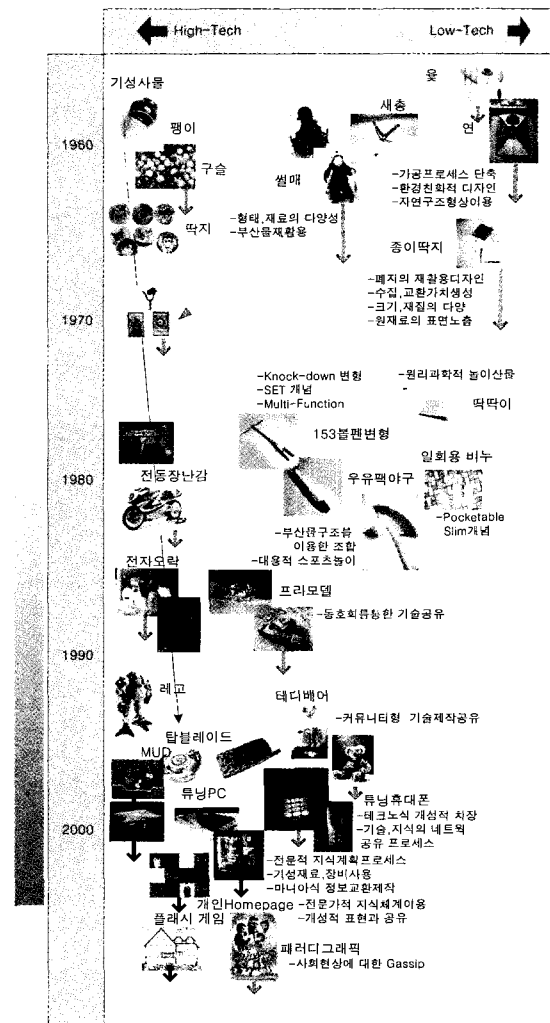 High-Tech
Low-Tech
기성사물
윷
새총
1960
팽이
연
구슬
썰매
-가공프로세스 단축
-환경친화적 디자인
-자연구조형상이용
딱지
-형태,재료의 다양성
-부산물재활용
종이딱지
-폐지의 재활용디자인
-수집,교환가치생성
-크기,재질의 다양
-원재료의 표면노출
1970
-Knock-down 변형
-SET 개념
-Multi-Function
-원리과학적 놀이산물
딱딱이
153볼펜변형
일회용 비누
전동장난감
1980
우유팩야구
-Pocketable
Slim개념
-부산물구조를
이용한 조합
-대용적 스포츠놀이
전자오락
프라모델
-동호회를통한 기술공유
1990
레고
테디배어
-커뮤니티형 기술제작공유
탑블레이드
MUD
튜닝PC
튜닝휴대폰
-테크노식 개성적 치장
-기술,지식의 네트웍
공유 프로세스
2000
-전문적 지식계획프로세스
-기성재료,장비사용
-마니아식 정보교환제작
개인Homepage
-전문가적 지식체계이용
-개성적 표현과 공유
플래시 게임
패러디그래픽
-사회현상에 대한 Gassip